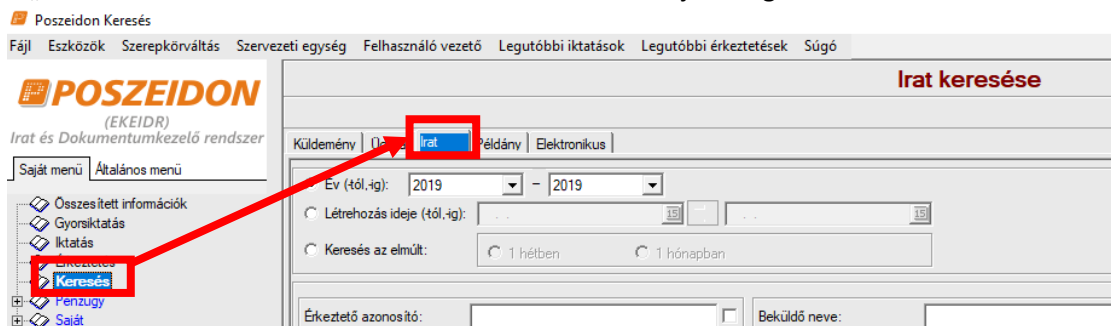 Poszeidon Keresés
Fájl Eszközök Szerepkörváltás Szervezeti egység Felhasználó vezető Legutóbbi iktatások Legutóbbi érkeztetések Súgó
POSZEIDON
(EKEIDR)
Irat és Dokumentumkezelő rendszer
Saját menü Általános menü
Összesített információk
Gyorsiktatás
Iktatás
Érkeztetés
Keresés
Pénzügy
Saját
Irat keresése
Küldemény Irat Példány Elektronikus
Év (-tól,-ig): 2019 - 2019
Létrehozás ideje (-tól,-ig): . . 15 . . 15
Keresés az elmúlt: 1 hétben 1 hónapban
Érkeztető azonosító: Beküldő neve: